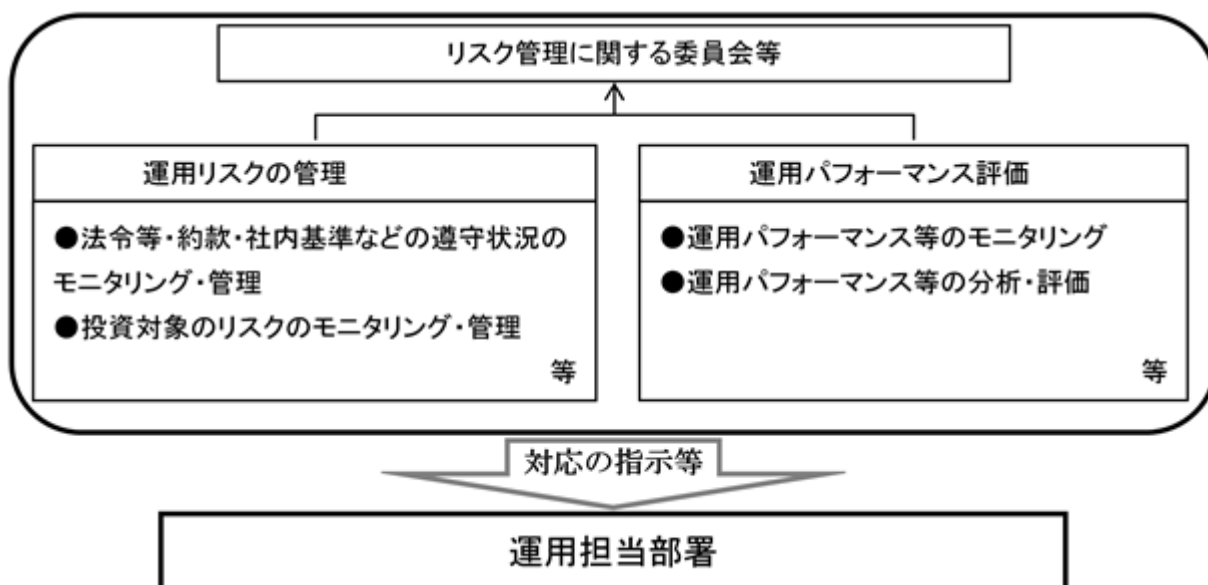 リスク管理に関する委員会等
運用リスクの管理
●法令等・約款・社内基準などの遵守状況の
モニタリング・管理
●投資対象のリスクのモニタリング・管理
等
運用パフォーマンス評価
●運用パフォーマンス等のモニタリング
●運用パフォーマンス等の分析・評価
等
対応の指示等
運用担当部署